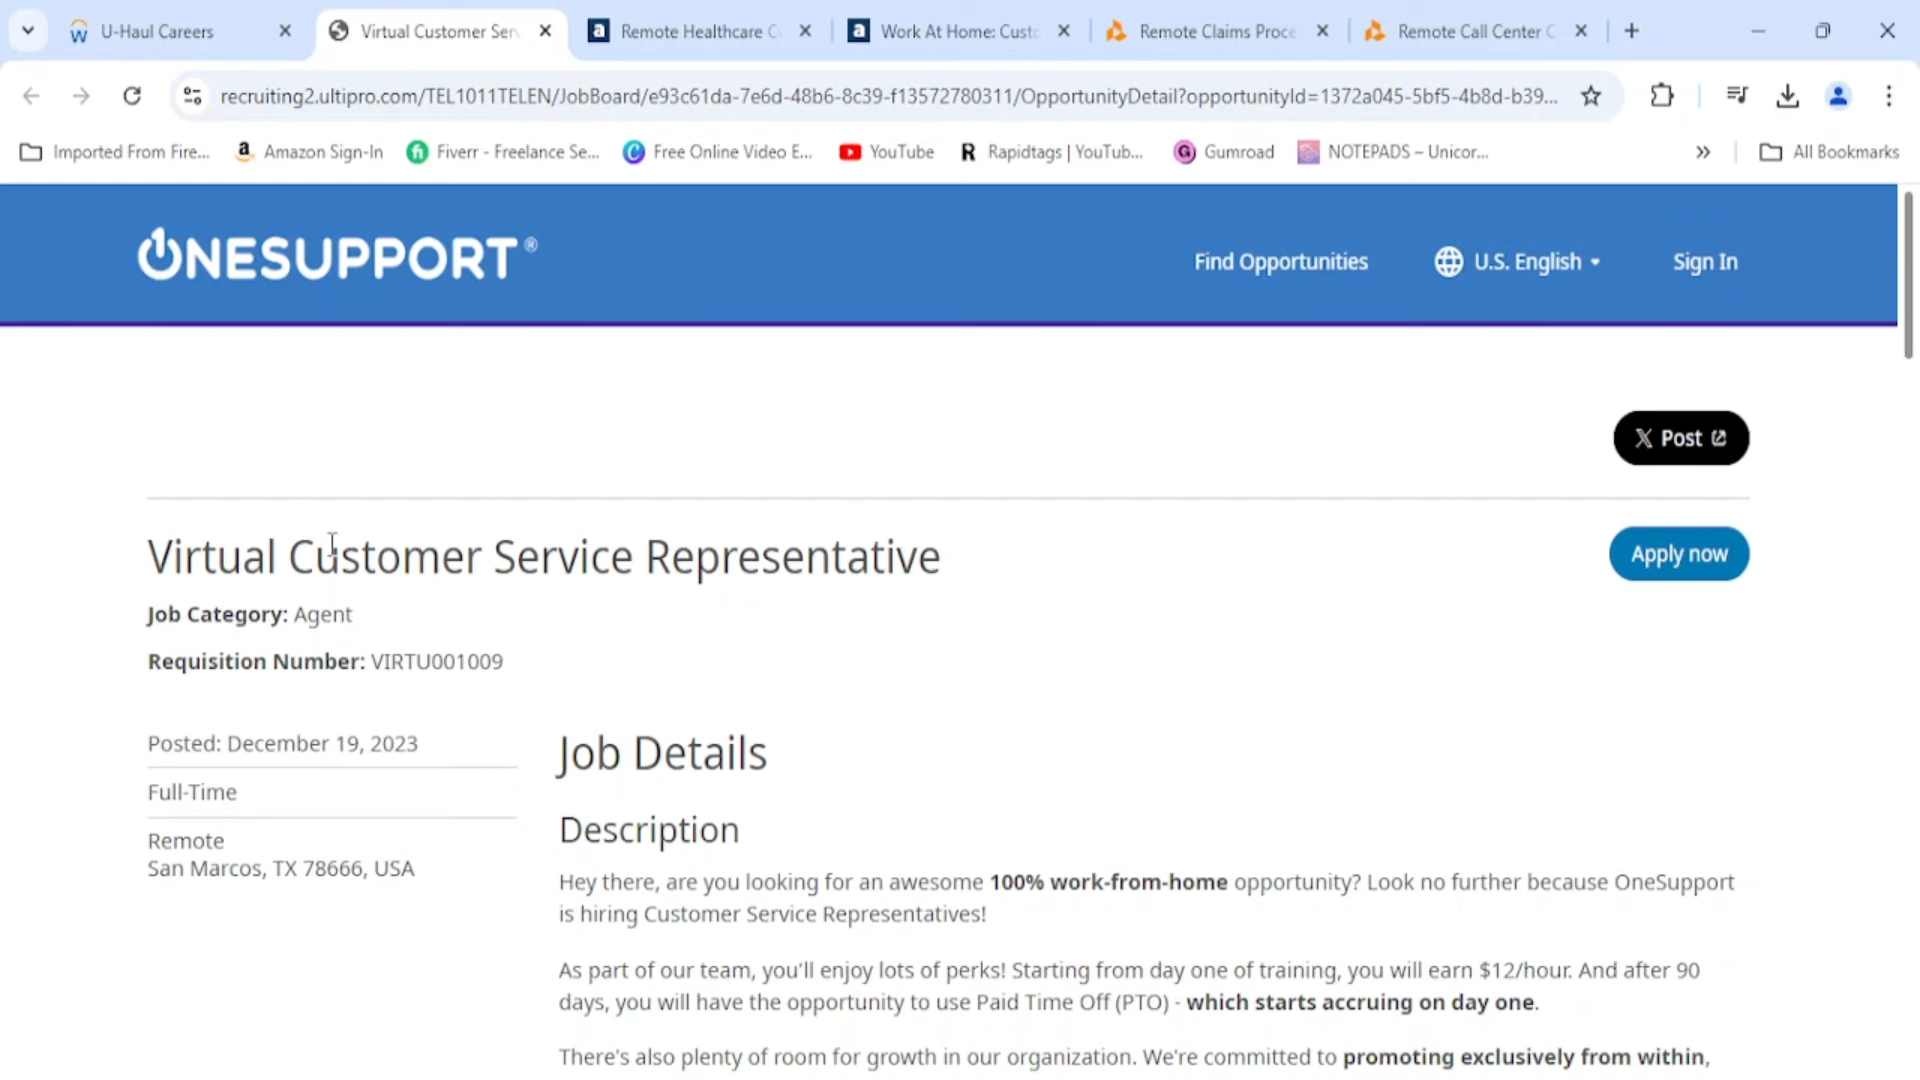 U-Haul Careers
Virtual Customer Serv
Remote Healthcare C
Work At Home: Custo
Remote Claims Proce
Remote Call Center C
recruiting2.ultipro.com/TEL1011TELEN/JobBoard/e93c61da-7e6d-48b6-8c39-f13572780311/OpportunityDetail?opportunityId=1372a045-5bf5-4b8d-b39...
Imported From Fire...
Amazon Sign-In
Fiverr - Freelance Se...
Free Online Video E...
YouTube
Rapidtags | YouTub...
Gumroad
NOTEPADS – Unicor...
All Bookmarks
ONESUPPORT®
Find Opportunities
U.S. English
Sign In
X Post
Virtual Customer Service Representative
Apply now
Job Category: Agent
Requisition Number: VIRTU001009
Posted: December 19, 2023
Full-Time
Remote
San Marcos, TX 78666, USA
Job Details
Description
Hey there, are you looking for an awesome 100% work-from-home opportunity? Look no further because OneSupport
is hiring Customer Service Representatives!
As part of our team, you'll enjoy lots of perks! Starting from day one of training, you will earn $12/hour. And after 90
days, you will have the opportunity to use Paid Time Off (PTO) - which starts accruing on day one.
There's also plenty of room for growth in our organization. We're committed to promoting exclusively from within,